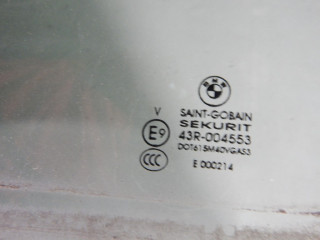 BMW
V
SAINT-GOBAIN
SEKURIT
E9
43R-004553
DOT615M40VGAS3
CCC
E 000214